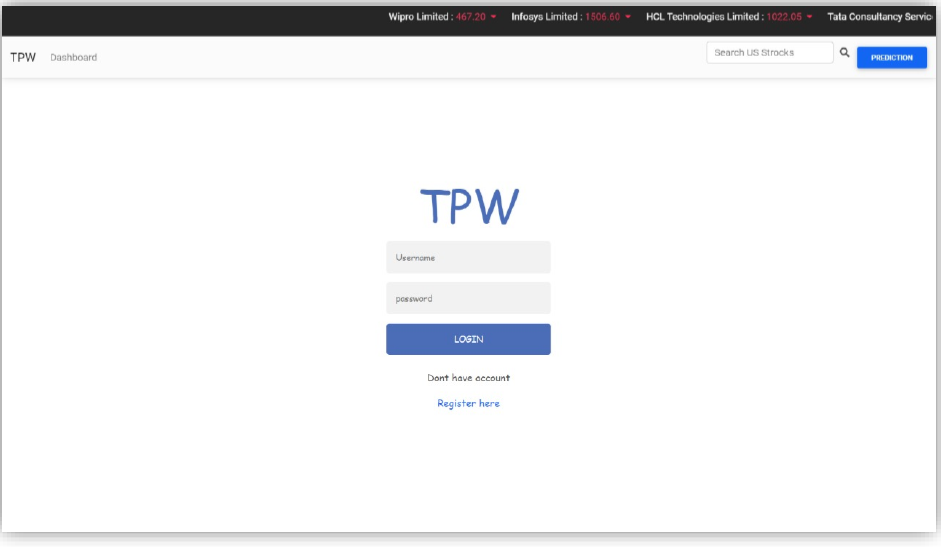 Wipro Limited : 467.20 Infosys Limited : 1506.60 HCL Technologies Limited : 1022.05 Tata Consultancy Servic
TPW Dashboard Search US Strocks PREDICTION
TPW
Username
password
LOGIN
Dont have account
Register here